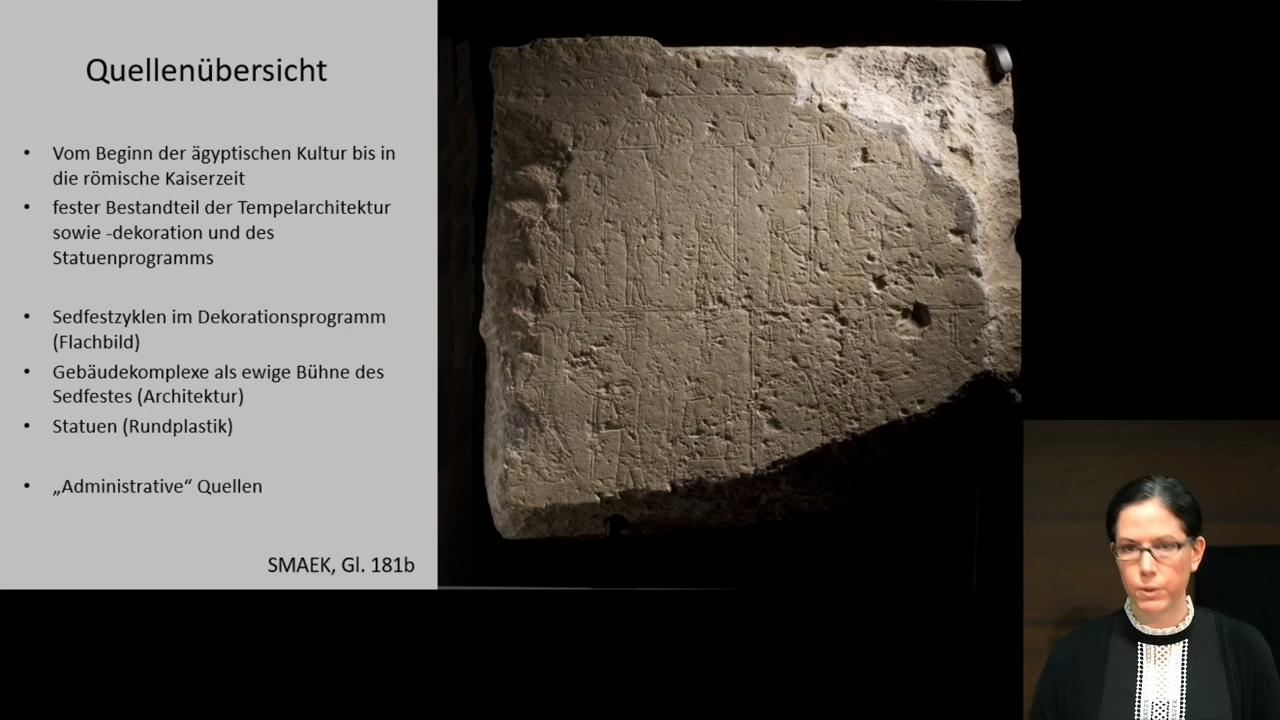 Quellenübersicht
• Vom Beginn der ägyptischen Kultur bis in
die römische Kaiserzeit
• fester Bestandteil der Tempelarchitektur
sowie -dekoration und des
Statuenprogramms
• Sedfestzyklen im Dekorationsprogramm
(Flachbild)
• Gebäudekomplexe als ewige Bühne des
Sedfestes (Architektur)
• Statuen (Rundplastik)
• „Administrative“ Quellen
SMAEK, Gl. 181b